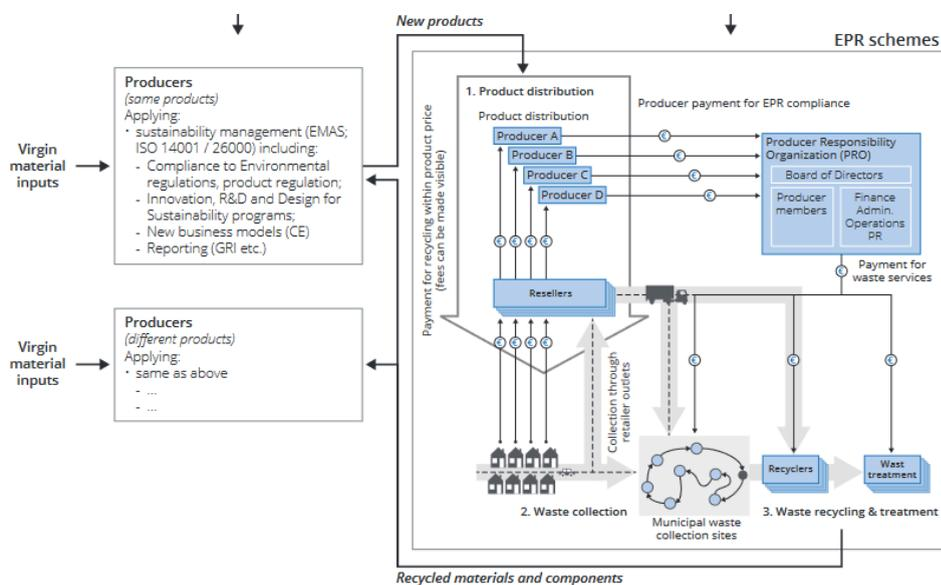 New products
EPR schemes
Producers
(same products)
Applying:
• sustainability management (EMAS;
ISO 14001 / 26000) including:
- Compliance to Environmental
regulations, product regulation;
- Innovation, R&D and Design for
Sustainability programs;
- New business models (CE)
- Reporting (GRI etc.)
Virgin
material
inputs
Producers
(different products)
Applying:
• same as above
- ...
- ...
Virgin
material
inputs
Payment for recycling within product price
(fees can be made visible)
1. Product distribution
Product distribution
Producer A
Producer B
Producer C
Producer D
€
€
€
€
Producer payment for EPR compliance
€
€
€
€
Producer Responsibility
Organization (PRO)
Board of Directors
Producer
members
Finance
Admin.
Operations
PR
€
Payment for
waste services
Resellers
€
€
€
€
€
€
€
Collection through
retailer outlets
Recyclers
Wast
treatment
2. Waste collection
Municipal waste
collection sites
3. Waste recycling & treatment
Recycled materials and components